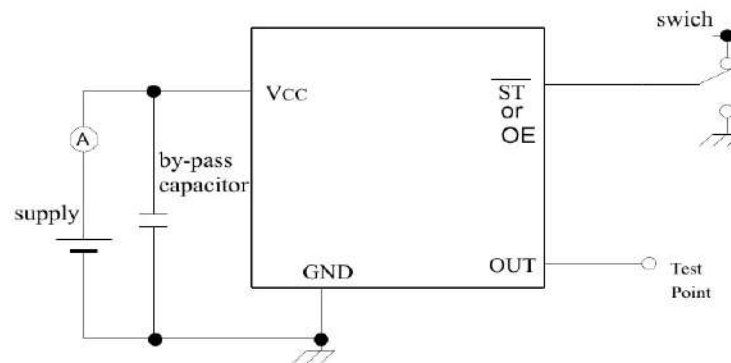 swich
VCC
ST
or
OE
A
by-pass
capacitor
supply
GND
OUT
Test
Point